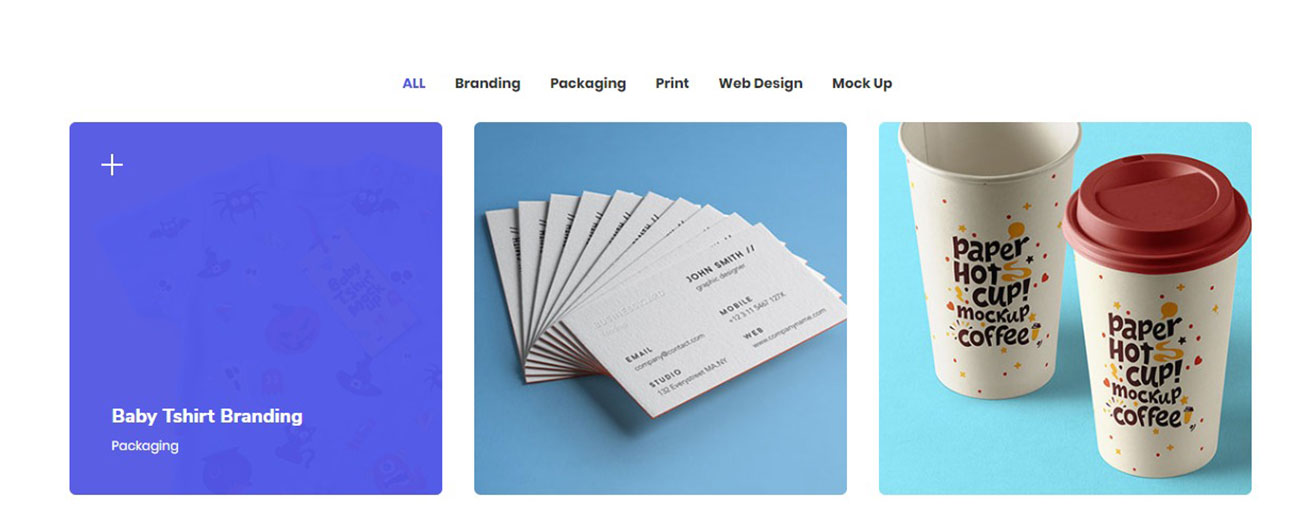 ALL Branding Packaging Print Web Design Mock Up
Baby Tshirt Branding
Packaging
JOHN SMITH //
graphic designer
MOBILE
+12 3 11 5467 127X
WEB
www.companyname.com
EMAIL
company@contact.com
STUDIO
132 Everystreet MA,NY
paper
HOT
CUP!
mockup
coffee
paper
HOT
CUP!
mockup
coffee